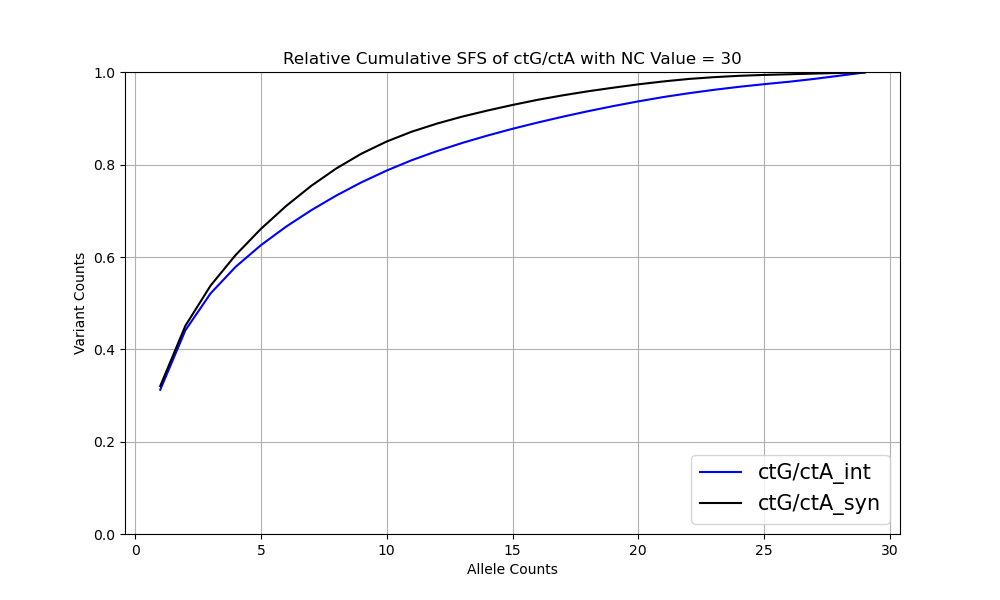 Relative Cumulative SFS of ctG/ctA with NC Value = 30
Variant Counts
1.0
0.8
0.6
0.4
0.2
0.0
0 5 10 15 20 25 30
Allele Counts
ctG/ctA_int
ctG/ctA_syn